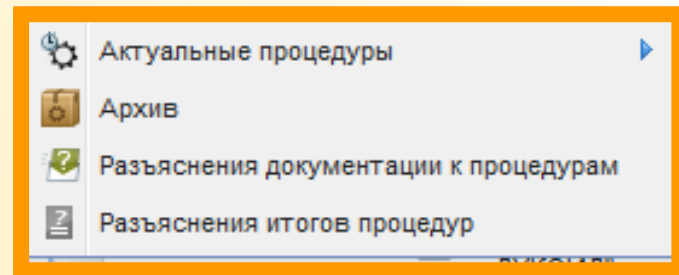 Актуальные процедуры
Архив
Разъяснения документации к процедурам
Разъяснения итогов процедур